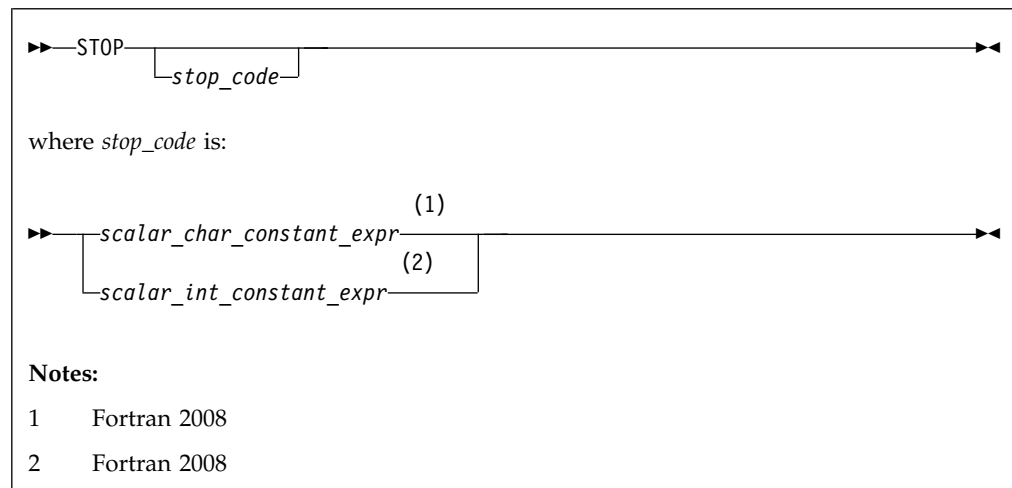 STOP
stop_code
where stop_code is:
(1)
scalar_char_constant_expr
(2)
scalar_int_constant_expr
Notes:
1 Fortran 2008
2 Fortran 2008